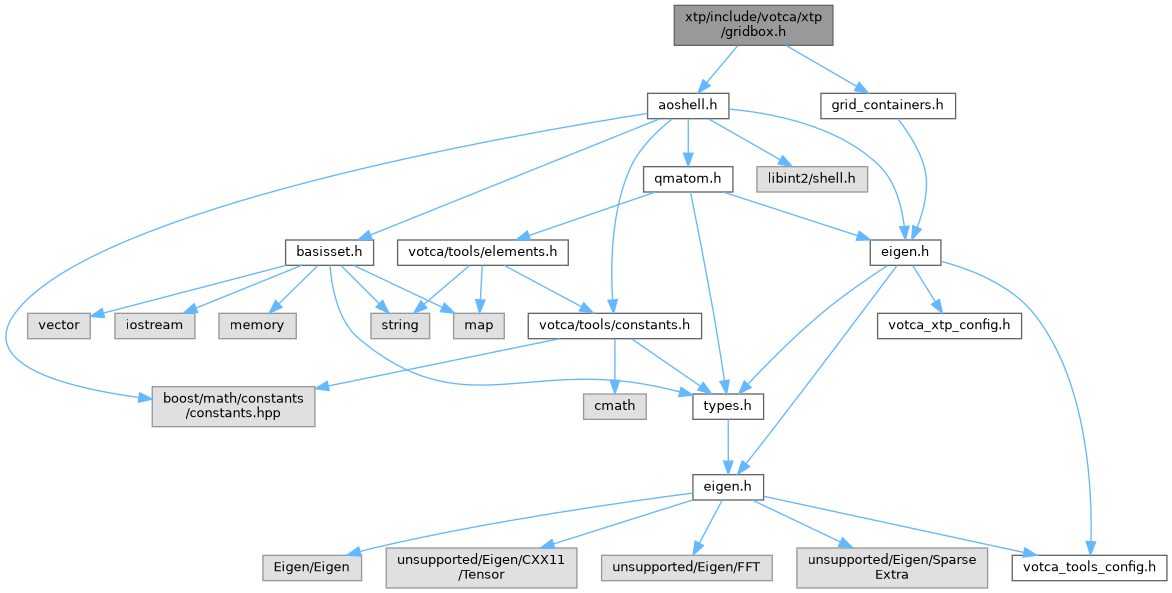 xtp/include/votca/xtp
/gridbox.h
aoshell.h
grid_containers.h
qmatom.h
libint2/shell.h
basisset.h
votca/tools/elements.h
eigen.h
vector
iostream
memory
string
map
votca/tools/constants.h
votca_xtp_config.h
boost/math/constants
/constants.hpp
cmath
types.h
eigen.h
Eigen/Eigen
unsupported/Eigen/CXX11
/Tensor
unsupported/Eigen/FFT
unsupported/Eigen/Sparse
Extra
votca_tools_config.h